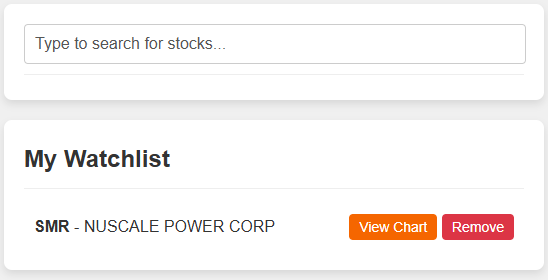 Type to search for stocks...
My Watchlist
SMR - NUSCALE POWER CORP View Chart Remove